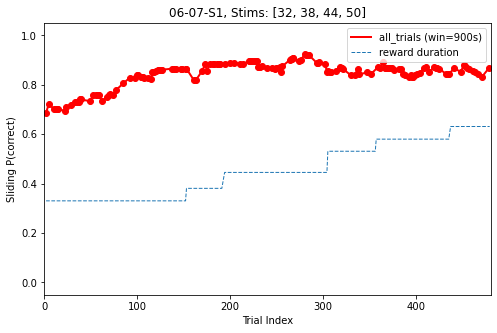 06-07-S1, Stims: [32, 38, 44, 50]
all_trials (win=900s)
reward duration
Sliding P(correct)
1.0
0.8
0.6
0.4
0.2
0.0
0 100 200 300 400
Trial Index